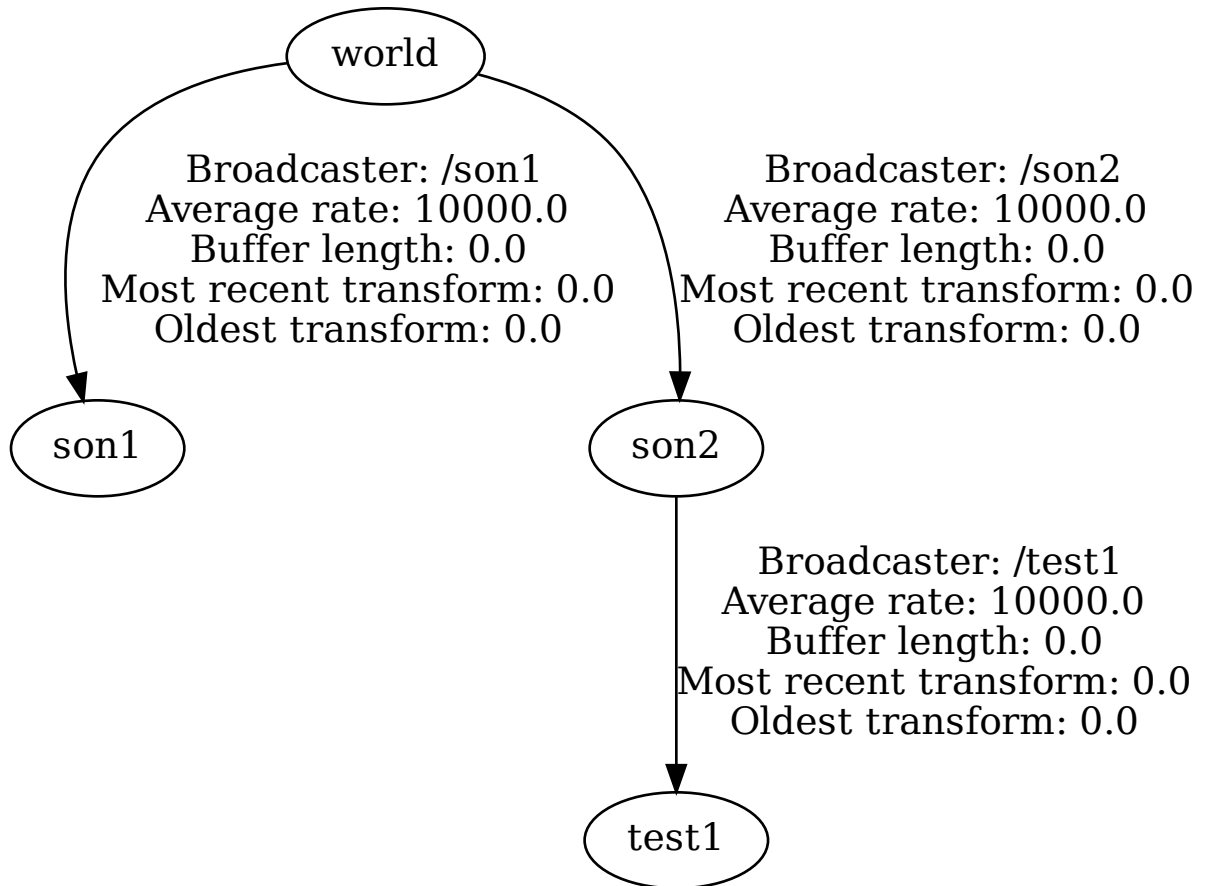 world
Broadcaster: /son1
Average rate: 10000.0
Buffer length: 0.0
Most recent transform: 0.0
Oldest transform: 0.0
Broadcaster: /son2
Average rate: 10000.0
Buffer length: 0.0
Most recent transform: 0.0
Oldest transform: 0.0
son1
son2
Broadcaster: /test1
Average rate: 10000.0
Buffer length: 0.0
Most recent transform: 0.0
Oldest transform: 0.0
test1